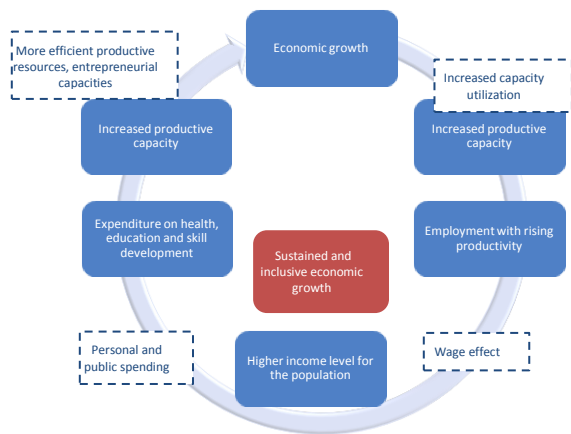 Economic growth
More efficient productive
resources, entrepreneurial
capacities
Increased capacity
utilization
Increased productive
capacity
Increased productive
capacity
Expenditure on health,
education and skill
development
Employment with rising
productivity
Sustained and
inclusive economic
growth
Personal and
public spending
Higher income level for
the population
Wage effect